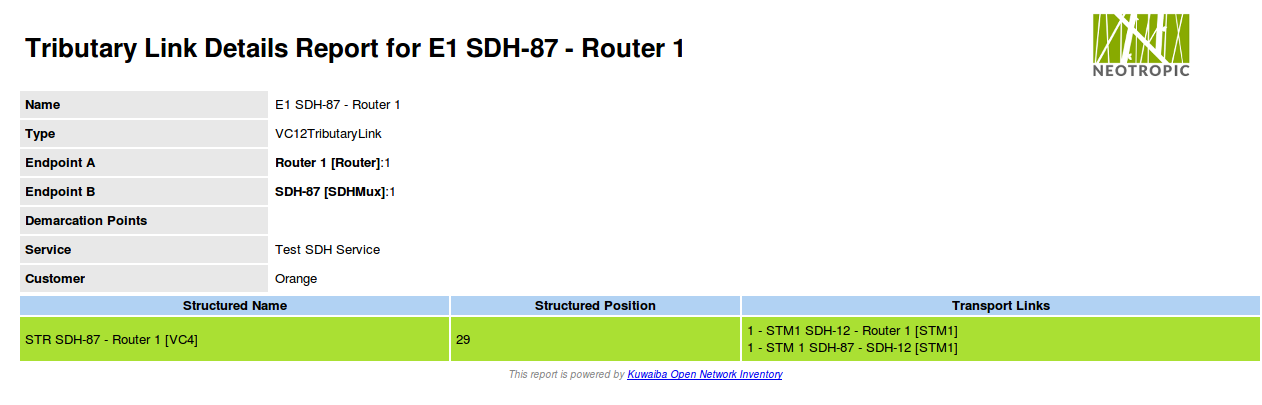 Tributary Link Details Report for E1 SDH-87 - Router 1
NEOTROPIC
Name E1 SDH-87 - Router 1
Type VC12TributaryLink
Endpoint A Router 1 [Router]:1
Endpoint B SDH-87 [SDHMux]:1
Demarcation Points
Service Test SDH Service
Customer Orange
Structured Name Structured Position Transport Links
STR SDH-87 - Router 1 [VC4] 29 1 - STM1 SDH-12 - Router 1 [STM1]
1 - STM 1 SDH-87 - SDH-12 [STM1]
This report is powered by Kuwaiba Open Network Inventory